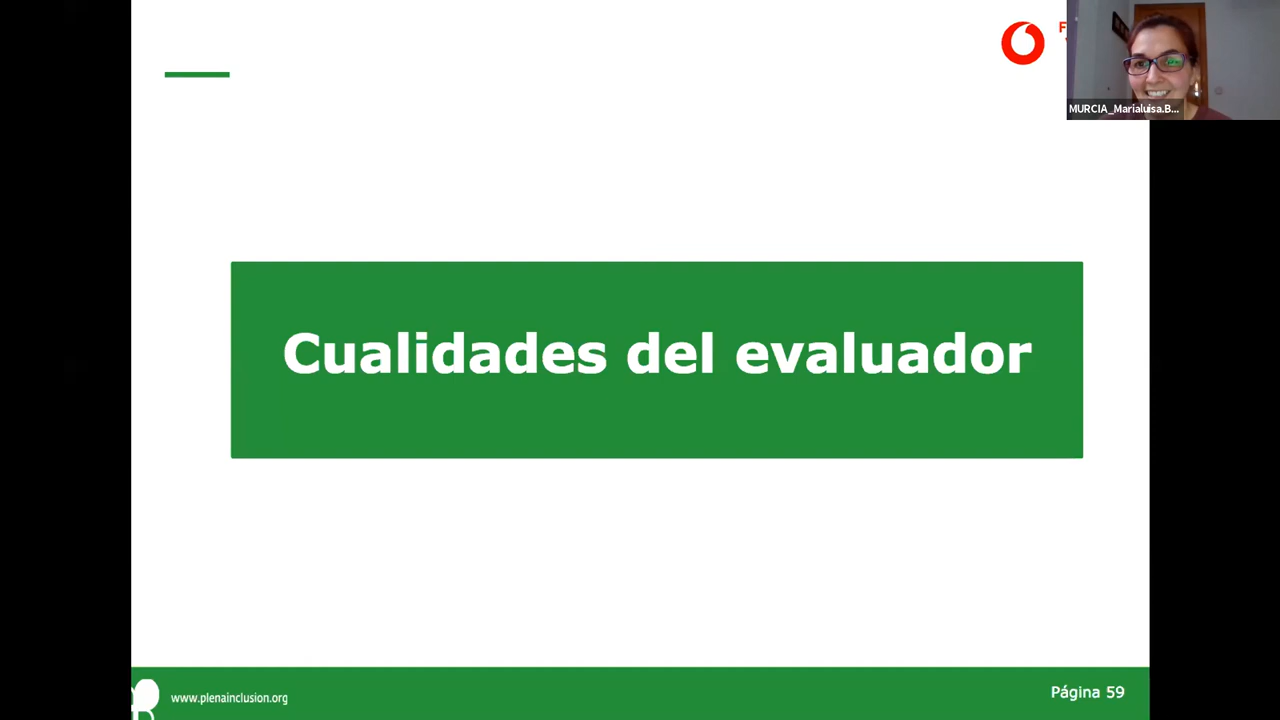 MURCIA_Marialuisa.B...
Cualidades del evaluador
www.plenainclusion.org
Página 59